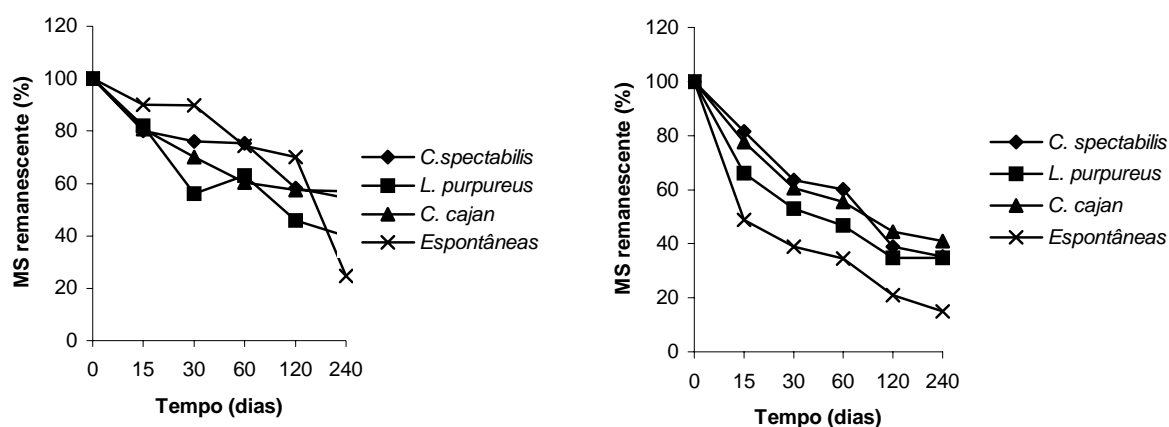 120
100
80
60
40
20
0
MS remanescente (%)
0 15 30 60 120 240
Tempo (dias)
C.spectabilis
L. purpureus
C. cajan
Espontâneas
120
100
80
60
40
20
0
MS remanescente (%)
0 15 30 60 120 240
Tempo (dias)
C. spectabilis
L. purpureus
C. cajan
Espontâneas